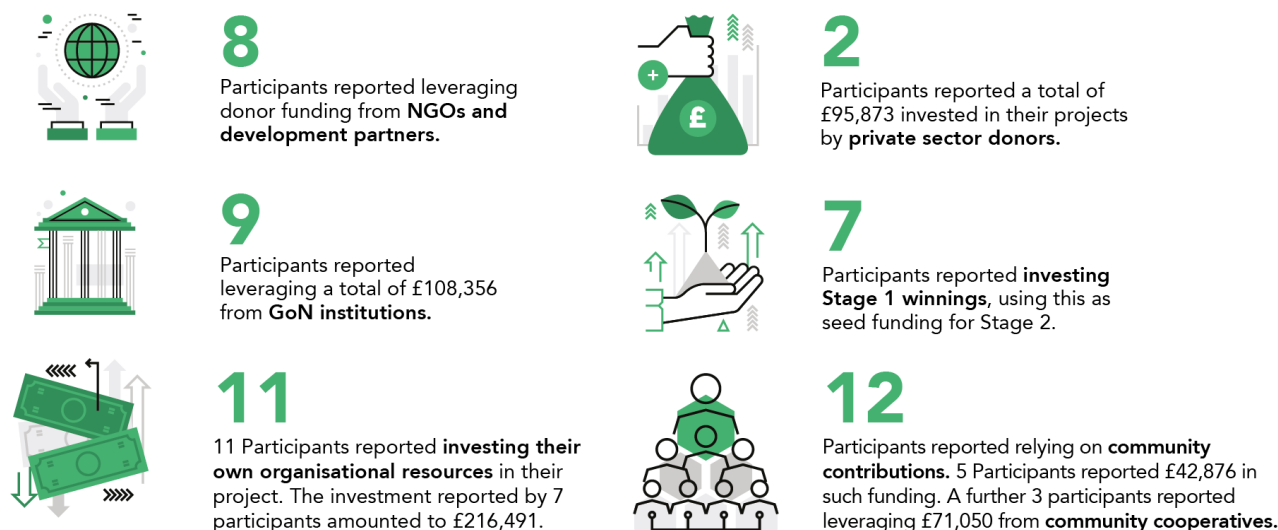 8
Participants reported leveraging
donor funding from NGOs and
development partners.
2
Participants reported a total of
£95,873 invested in their projects
by private sector donors.
9
Participants reported
leveraging a total of £108,356
from GoN institutions.
7
Participants reported investing
Stage 1 winnings, using this as
seed funding for Stage 2.
11
11 Participants reported investing their
own organisational resources in their
project. The investment reported by 7
participants amounted to £216,491.
12
Participants reported relying on community
contributions. 5 Participants reported £42,876 in
such funding. A further 3 participants reported
leveraging £71,050 from community cooperatives.
£